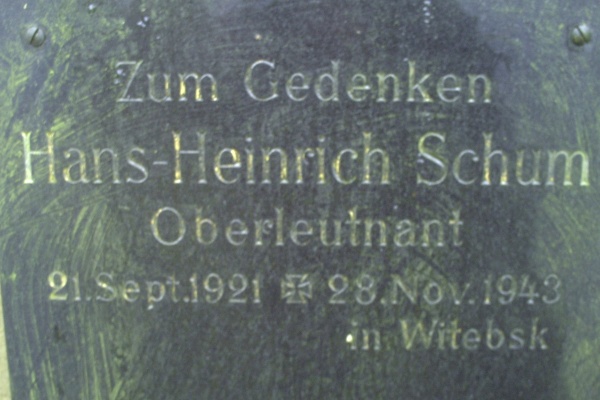 Zum Gedenken
Hans-Heinrich Schum
Oberleutnant
21.Sept.1921 ✠ 28.Nov.1943
in Witebsk